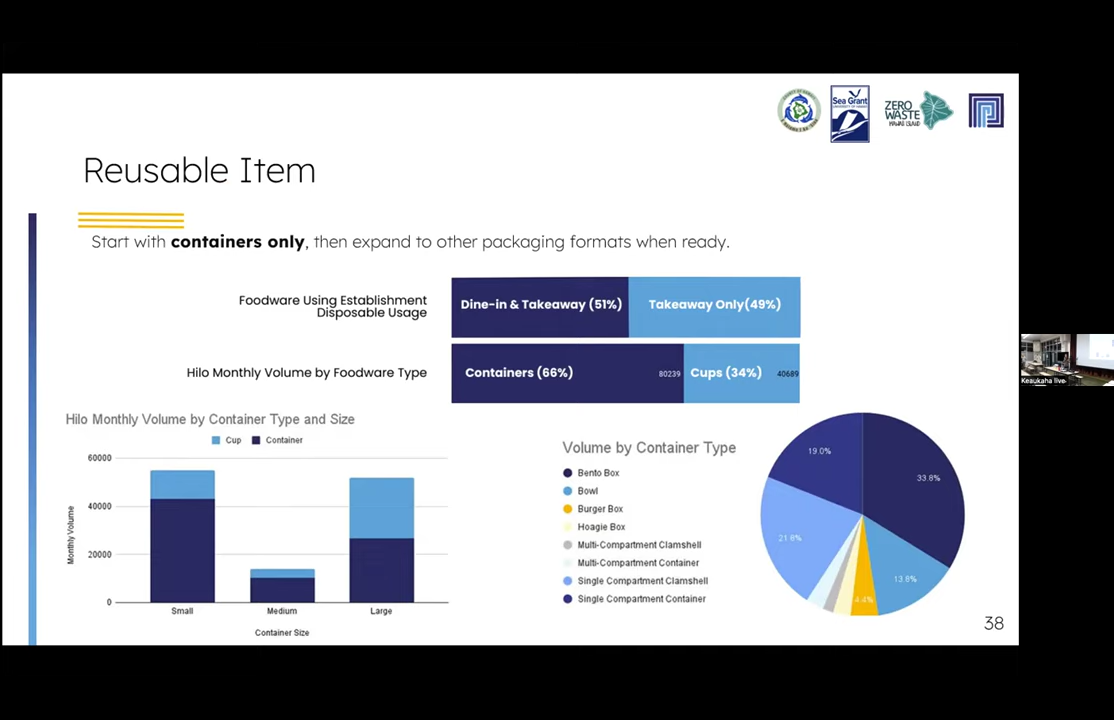 Sea Grant
ZERO
WASTE
HAWAIʻI ISLAND
Reusable Item
Start with containers only, then expand to other packaging formats when ready.
Foodware Using Establishment
Disposable Usage
Dine-in & Takeaway (51%)
Takeaway Only(49%)
Hilo Monthly Volume by Foodware Type
Containers (66%)
80239
Cups (34%)
40689
Hilo Monthly Volume by Container Type and Size
Cup
Container
60000
40000
20000
0
Monthly Volume
Small
Medium
Large
Container Size
Volume by Container Type
Bento Box
Bowl
Burger Box
Hoagie Box
Multi-Compartment Clamshell
Multi-Compartment Container
Single Compartment Clamshell
Single Compartment Container
19.0%
33.8%
21.8%
13.8%
4.4%
38
Keaukaha live